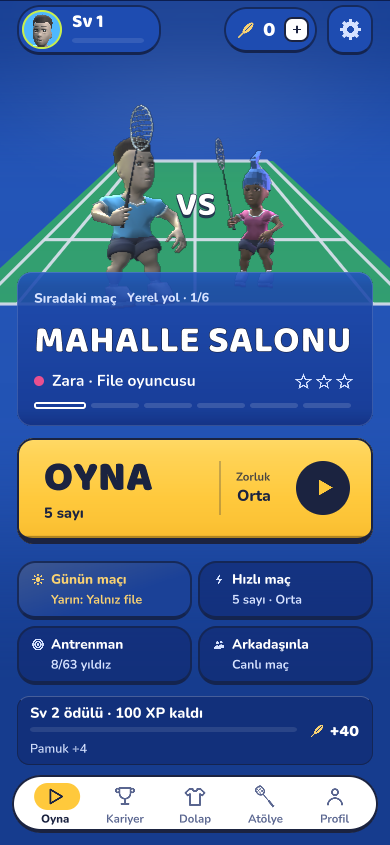 Sv 1
0
+
VS
Sıradaki maç Yerel yol · 1/6
MAHALLE SALONU
Zara · File oyuncusu
OYNA
5 sayı
Zorluk
Orta
Günün maçı
Yarın: Yalnız file
Hızlı maç
5 sayı · Orta
Antrenman
8/63 yıldız
Arkadaşınla
Canlı maç
Sv 2 ödülü · 100 XP kaldı
+40
Pamuk +4
Oyna
Kariyer
Dolap
Atölye
Profil